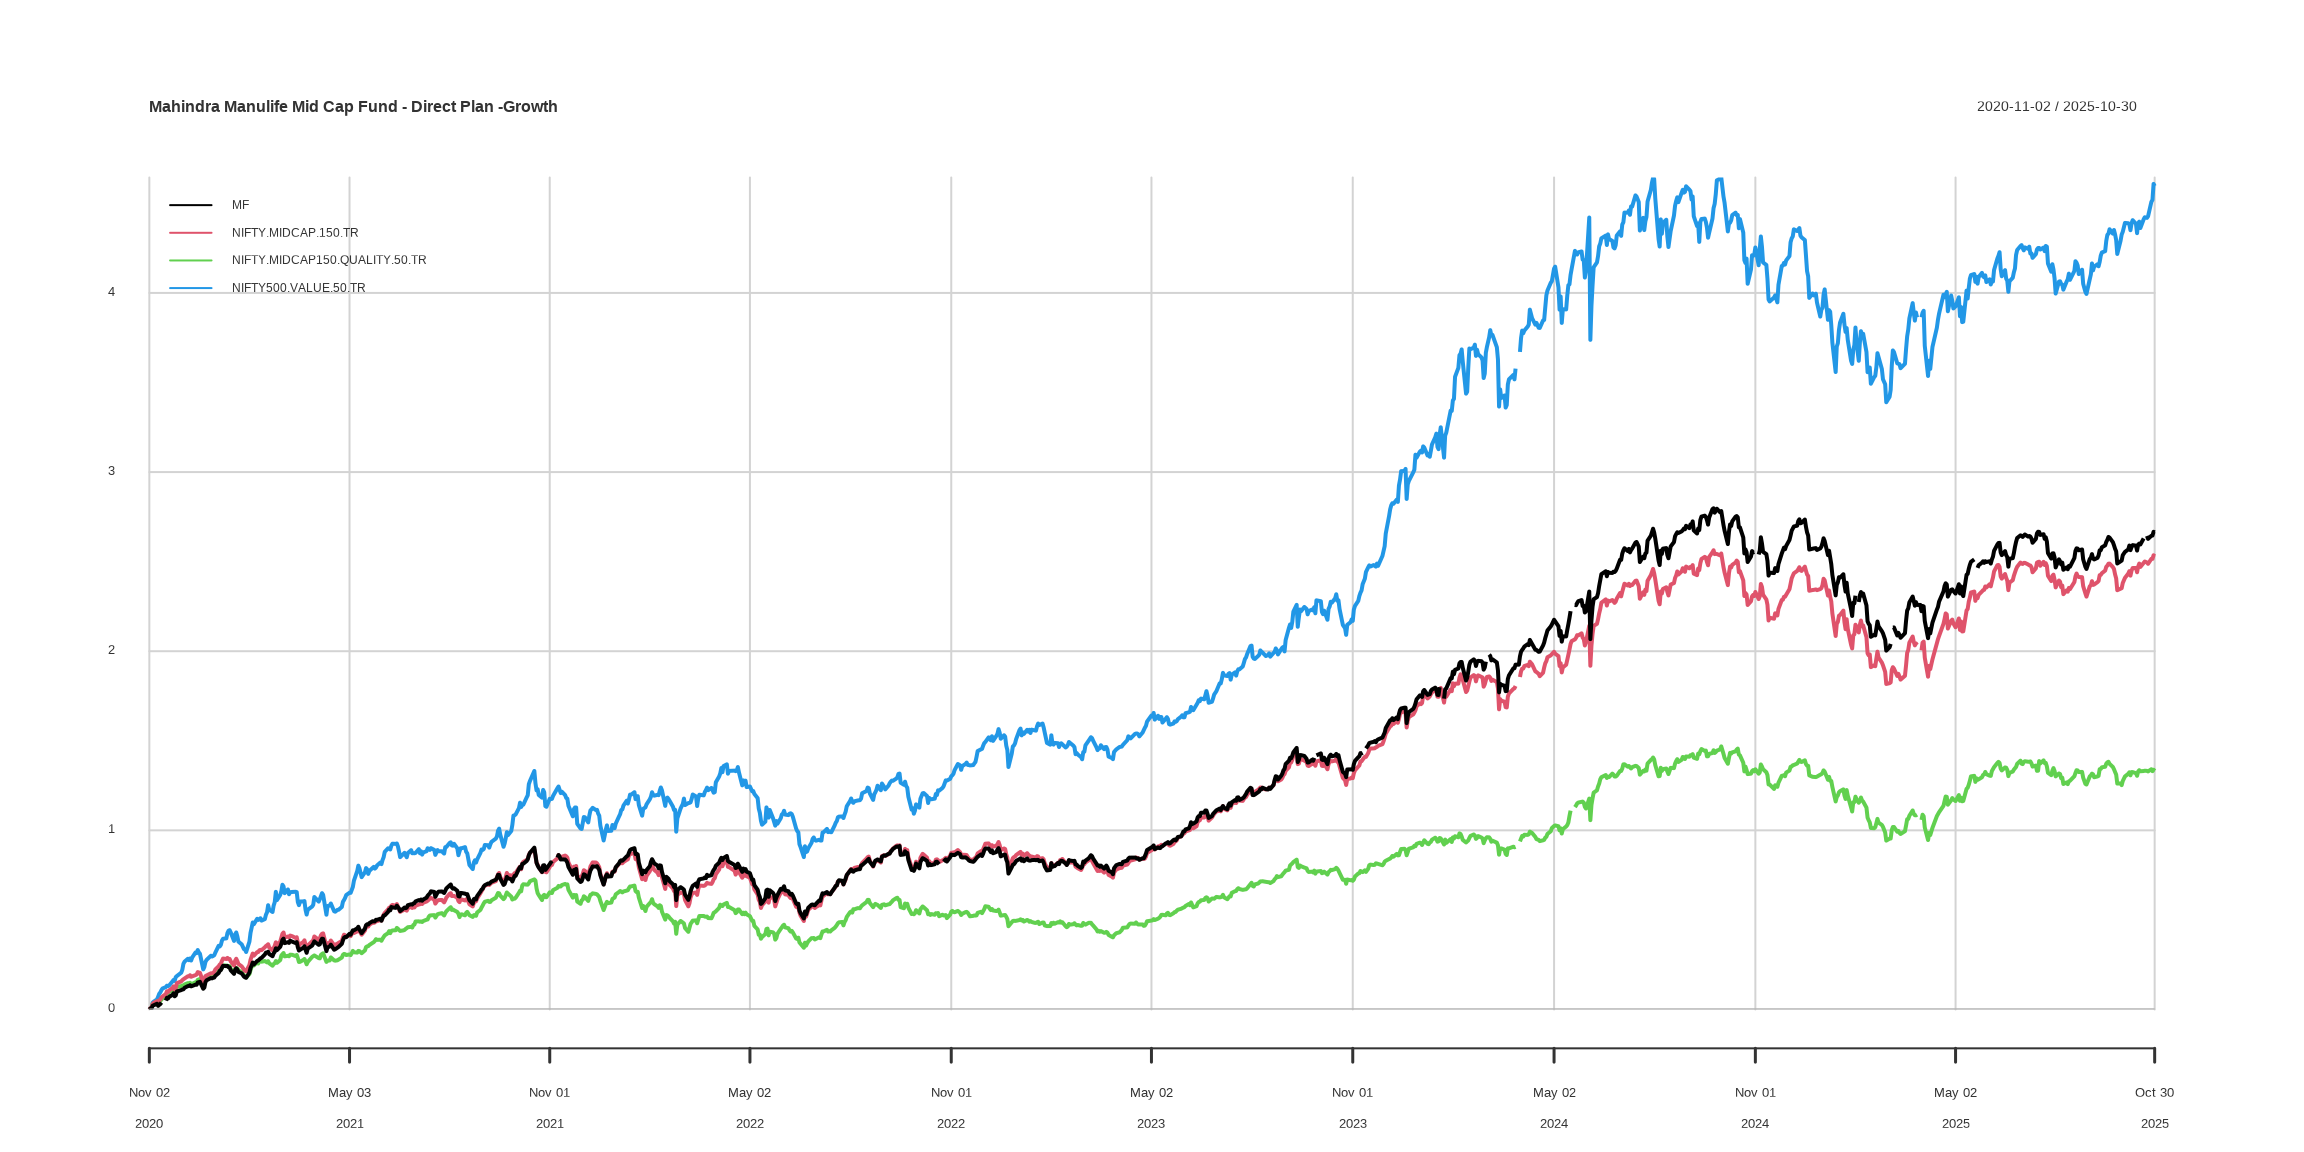 Mahindra Manulife Mid Cap Fund - Direct Plan -Growth
2020-11-02 / 2025-10-30
MF
NIFTY.MIDCAP.150.TR
NIFTY.MIDCAP150.QUALITY.50.TR
NIFTY500.VALUE.50.TR
4
3
2
1
0
Nov 02 May 03 Nov 01 May 02 Nov 01 May 02 Nov 01 May 02 Nov 01 May 02 Oct 30
2020 2021 2021 2022 2022 2023 2023 2024 2024 2025 2025